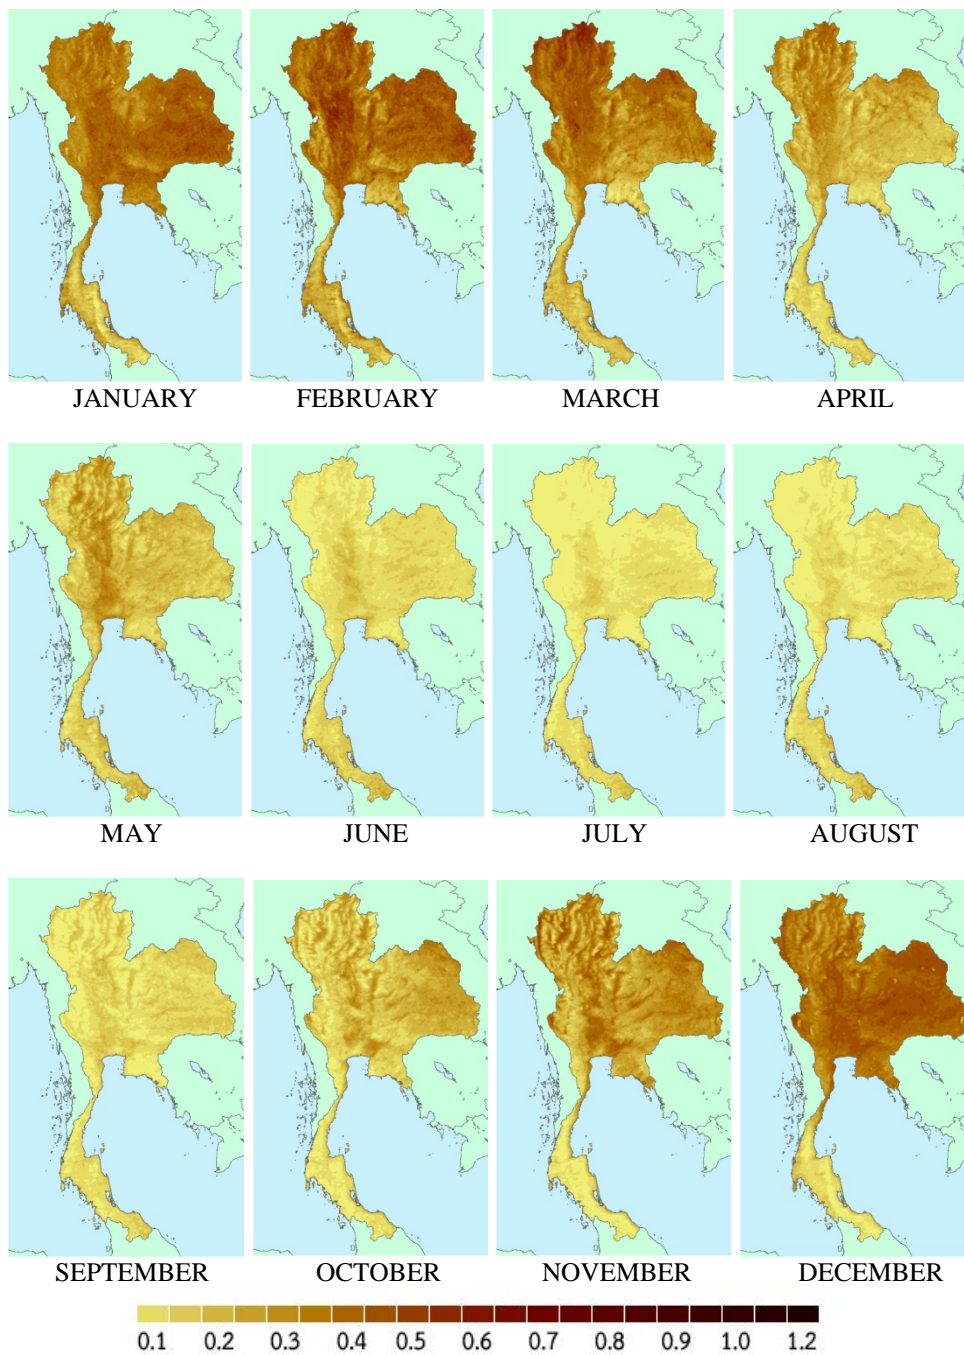 JANUARY FEBRUARY MARCH APRIL
MAY JUNE JULY AUGUST
SEPTEMBER OCTOBER NOVEMBER DECEMBER
0.1 0.2 0.3 0.4 0.5 0.6 0.7 0.8 0.9 1.0 1.2